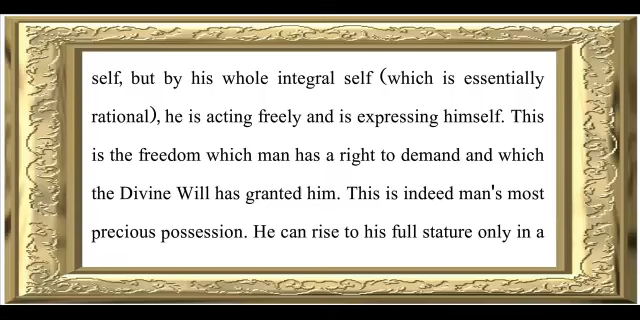 self, but by his whole integral self (which is essentially
rational), he is acting freely and is expressing himself. This
is the freedom which man has a right to demand and which
the Divine Will has granted him. This is indeed man's most
precious possession. He can rise to his full stature only in a